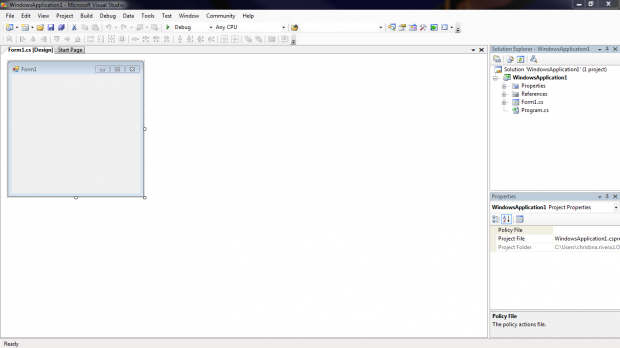 WindowsApplication1 - Microsoft Visual Studio
File Edit View Project Build Debug Data Tools Test Window Community Help
Debug Any CPU
Form1.cs [Design] Start Page
Form1
Solution Explorer - WindowsApplication1
Solution 'WindowsApplication1' (1 project)
WindowsApplication1
Properties
References
Form1.cs
Program.cs
Properties
WindowsApplication1 Project Properties
Policy File
Project File WindowsApplication1.cspro
Project Folder C:\Users\christina.rivera.LO
Policy File
The policy actions file.
Ready